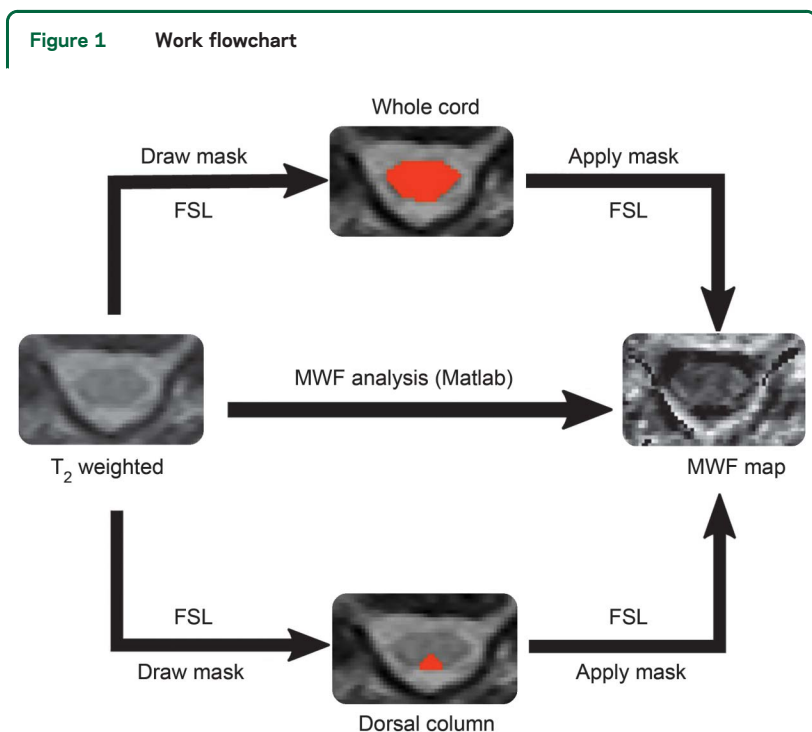 Figure 1 Work flowchart
Whole cord
Draw mask
FSL
Apply mask
FSL
MWF analysis (Matlab)
T₂ weighted
MWF map
FSL
Draw mask
FSL
Apply mask
Dorsal column